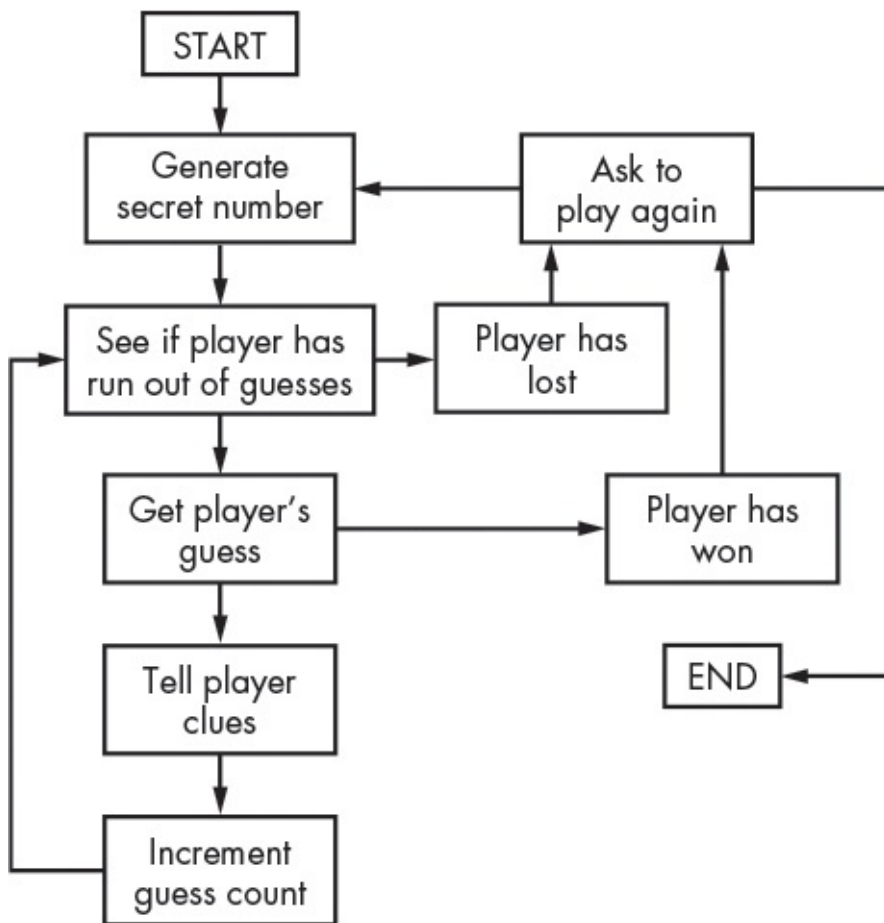 START
Generate
secret number
Ask to
play again
See if player has
run out of guesses
Player has
lost
Get player’s
guess
Player has
won
Tell player
clues
END
Increment
guess count